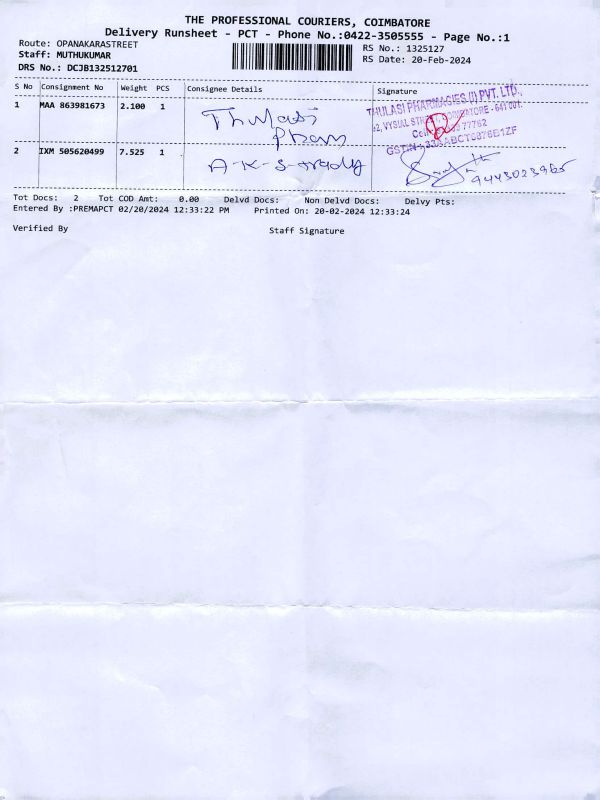 THE PROFESSIONAL COURIERS, COIMBATORE
Delivery Runsheet - PCT - Phone No.:0422-3505555 - Page No.:1
Route: OPANAKARASTREET
RS No.: 1325127
Staff: MUTHUKUMAR
RS Date: 20-Feb-2024
DRS No.: DCJB132512701
S No Consignment No Weight PCS Consignee Details Signature
1 MAA 863981673 2.100 1 Thulasi
Pham
THULASI PHARMACIES (I) PVT. LTD.,
COIMBATORE - 641 001.
2 IXM 505620499 7.525 1 A-K-S-
9443023965
Tot Docs: 2 Tot COD Amt: 0.00 Delvd Docs: Non Delvd Docs: Delvy Pts:
Entered By :PREMAPCT 02/20/2024 12:33:22 PM Printed On: 20-02-2024 12:33:24
Verified By Staff Signature